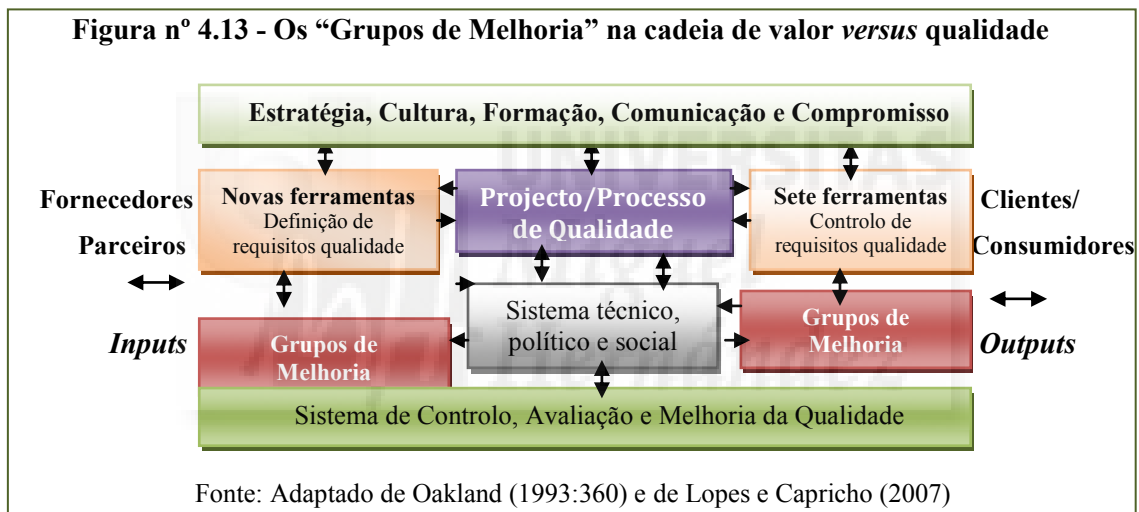 Figura nº 4.13 - Os “Grupos de Melhoria” na cadeia de valor versus qualidade
Estratégia, Cultura, Formação, Comunicação e Compromisso
Fornecedores
Parceiros
Inputs
Novas ferramentas
Definição de
requisitos qualidade
Projecto/Processo
de Qualidade
Sete ferramentas
Controlo de
requisitos qualidade
Clientes/
Consumidores
Outputs
Grupos de
Melhoria
Sistema técnico,
político e social
Grupos de
Melhoria
Sistema de Controlo, Avaliação e Melhoria da Qualidade
Fonte: Adaptado de Oakland (1993:360) e de Lopes e Capricho (2007)
UNIVERSITAS
Miguel
Hernández